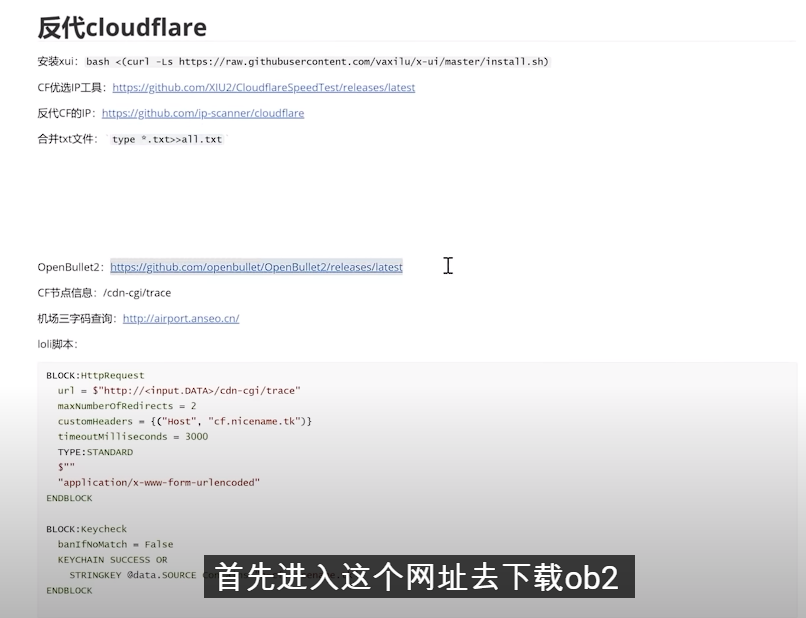 反代cloudflare
安装xui: bash <(curl -Ls https://raw.githubusercontent.com/vaxilu/x-ui/master/install.sh)
CF优选IP工具: https://github.com/XIU2/CloudflareSpeedTest/releases/latest
反代CF的IP: https://github.com/ip-scanner/cloudflare
合并txt文件: type *.txt>>all.txt
OpenBullet2: https://github.com/openbullet/OpenBullet2/releases/latest
CF节点信息: /cdn-cgi/trace
机场三字码查询: http://airport.anseo.cn/
loli脚本:
BLOCK:HttpRequest
url = $"http://<input.DATA>/cdn-cgi/trace"
maxNumberOfRedirects = 2
customHeaders = {("Host", "cf.nicename.tk")}
timeoutMilliseconds = 3000
TYPE:STANDARD
$""
"application/x-www-form-urlencoded"
ENDBLOCK
BLOCK:Keycheck
banIfNoMatch = False
KEYCHAIN SUCCESS OR
STRINGKEY @data.SOURCE
ENDBLOCK
首先进入这个网址去下载ob2